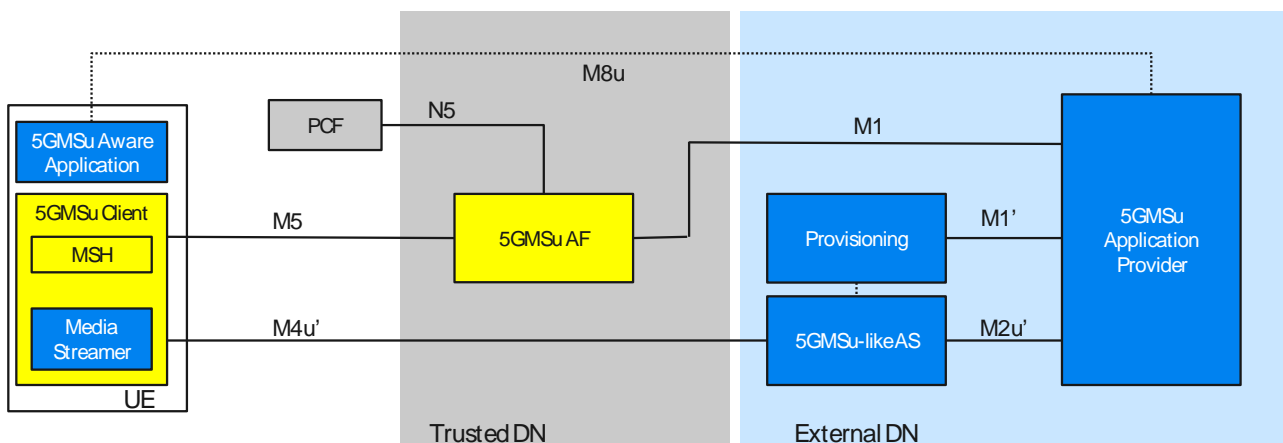 M8u
PCF
N5
M1
5GMSu Aware
Application
5GMSu Client
MSH
Media
Streamer
UE
M5
5GMSu AF
Provisioning
M1’
5GMSu
Application
Provider
M4u’
5GMSu-like AS
M2u’
Trusted DN
External DN